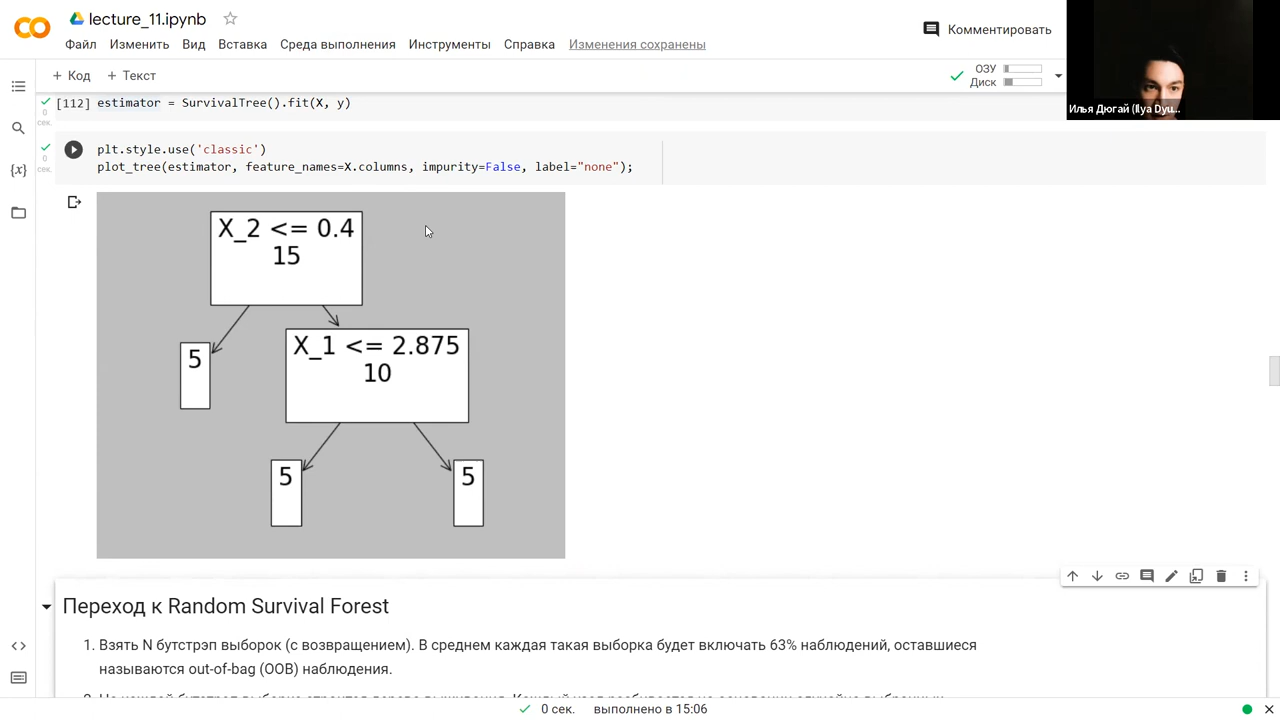 lecture_11.ipynb
Файл Изменить Вид Вставка Среда выполнения Инструменты Справка Изменения сохранены
Комментировать
+ Код + Текст
ОЗУ
Диск
Илья Дюгай (Ilya Dyu...
0
сек.
[112] estimator = SurvivalTree().fit(X, y)
0
сек.
plt.style.use('classic')
plot_tree(estimator, feature_names=X.columns, impurity=False, label="none");
{x}
X_2 <= 0.4
15
5
X_1 <= 2.875
10
5
5
Переход к Random Survival Forest
1. Взять N бутстрэп выборок (с возвращением). В среднем каждая такая выборка будет включать 63% наблюдений, оставшиеся
называются out-of-bag (OOB) наблюдения.
0 сек. выполнено в 15:06